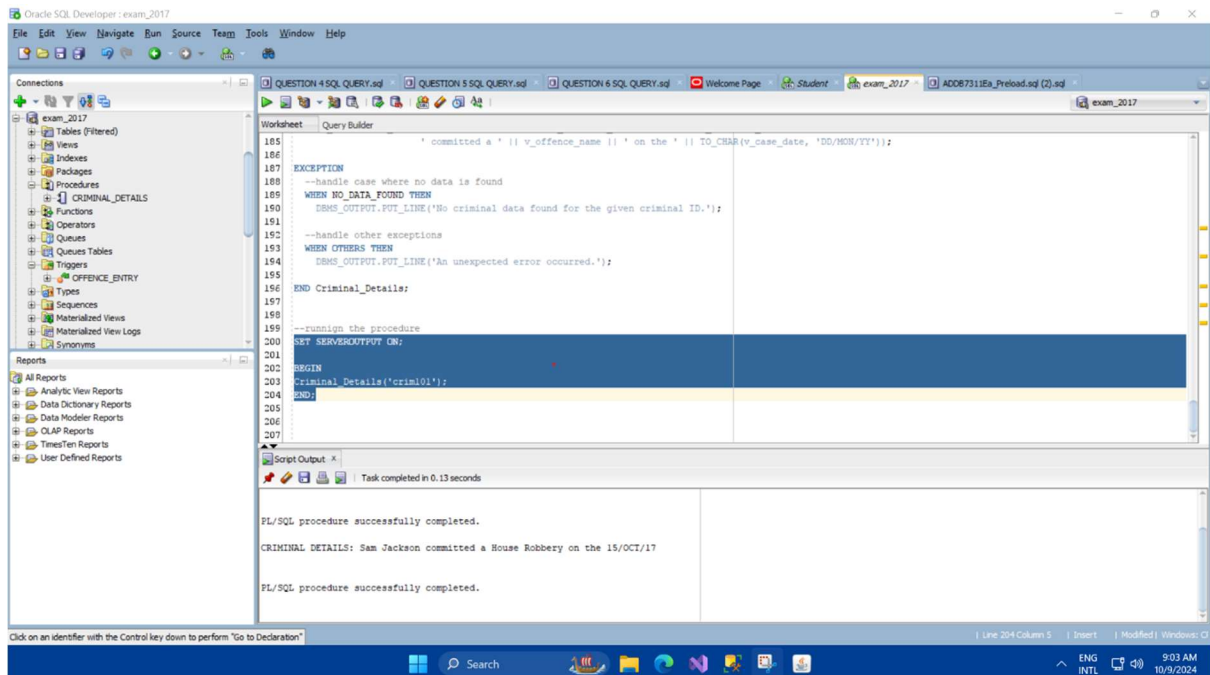 Oracle SQL Developer : exam_2017
File Edit View Navigate Run Source Team Tools Window Help
Connections
exam_2017
Tables (Filtered)
Views
Indexes
Packages
Procedures
CRIMINAL_DETAILS
Functions
Operators
Queues
Queues Tables
Triggers
OFFENCE_ENTRY
Types
Sequences
Materialized Views
Materialized View Logs
Synonyms
Reports
All Reports
Analytic View Reports
Data Dictionary Reports
Data Modeler Reports
OLAP Reports
TimesTen Reports
User Defined Reports
QUESTION 4 SQL QUERY.sql QUESTION 5 SQL QUERY.sql QUESTION 6 SQL QUERY.sql Welcome Page Student exam_2017 ADDB7311Ea_Preload.sql (2).sql
exam_2017
Worksheet Query Builder
185 ' committed a ' || v_offence_name || ' on the ' || TO_CHAR(v_case_date, 'DD/MON/YY'));
186
187 EXCEPTION
188 --handle case where no data is found
189 WHEN NO_DATA_FOUND THEN
190 DBMS_OUTPUT.PUT_LINE('No criminal data found for the given criminal ID.');
191
192 --handle other exceptions
193 WHEN OTHERS THEN
194 DBMS_OUTPUT.PUT_LINE('An unexpected error occurred.');
195
196 END Criminal_Details;
197
198
199 --runnign the procedure
200 SET SERVEROUTPUT ON;
201
202 BEGIN
203 Criminal_Details('crim101');
204 END;
205
206
207
Script Output x
Task completed in 0.13 seconds
PL/SQL procedure successfully completed.
CRIMINAL DETAILS: Sam Jackson committed a House Robbery on the 15/OCT/17
PL/SQL procedure successfully completed.
Click on an identifier with the Control key down to perform "Go to Declaration"
| Line 204 Column 5 | Insert | Modified | Windows: Cl
Search
ENG
INTL
9:03 AM
10/9/2024